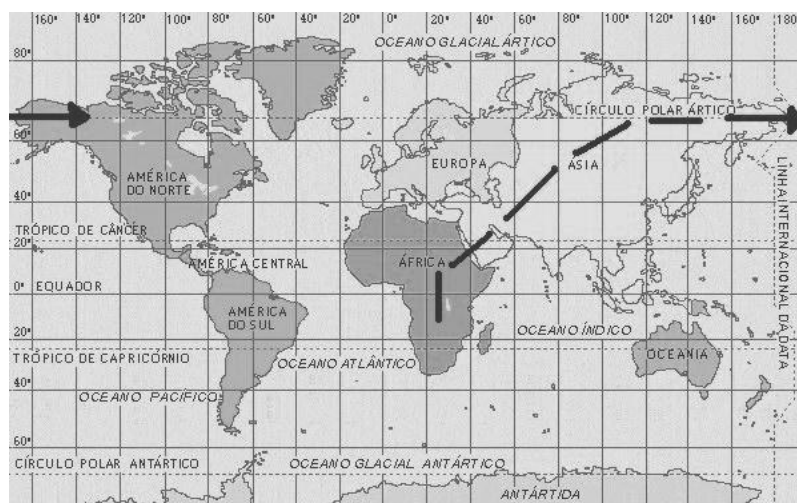 160° 120° 80° 60° 40° 20° 0° 20° 40° 60° 80° 100° 120° 140° 160° 180°
OCEANO GLACIAL ÁRTICO
80°
CÍRCULO POLAR ÁRTICO
60°
EUROPA
ÁSIA
AMÉRICA
DO NORTE
40°
LINHA INTERNACIONAL DA DATA
TRÓPICO DE CÂNCER
20°
AMÉRICA CENTRAL
ÁFRICA
EQUADOR
0°
AMÉRICA
DO SUL
OCEANO ÍNDICO
20°
TRÓPICO DE CAPRICÓRNIO
OCEANO ATLÂNTICO
OCEANIA
40°
OCEANO PACÍFICO
60°
CÍRCULO POLAR ANTÁRTICO
OCEANO GLACIAL ANTÁRTICO
ANTÁRTIDA